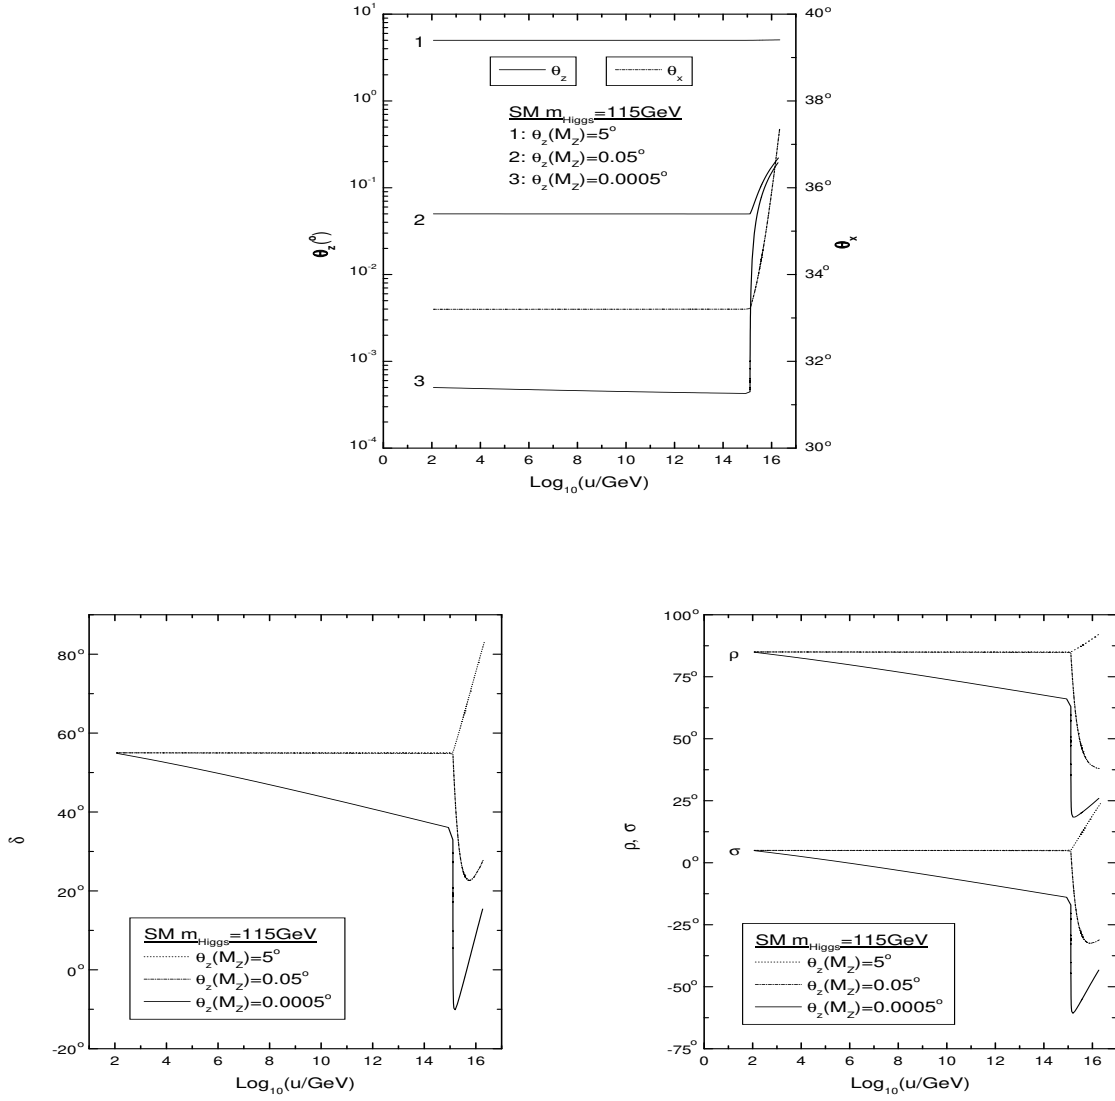 10¹ 40°
1
θz θx
10⁰ 38°
SM mHiggs=115GeV
1: θz(MZ)=5°
2: θz(MZ)=0.05°
3: θz(MZ)=0.0005°
10⁻¹ 36°
2
θz(°) θx
10⁻² 34°
10⁻³ 32°
3
10⁻⁴ 30°
0 2 4 6 8 10 12 14 16
Log10(u/GeV)
80°
60°
40°
δ
20°
0°
-20°
SM mHiggs=115GeV
θz(MZ)=5°
θz(MZ)=0.05°
θz(MZ)=0.0005°
2 4 6 8 10 12 14 16
Log10(u/GeV)
100°
ρ
75°
50°
25°
ρ, σ
σ
0°
-25°
-50°
-75°
SM mHiggs=115GeV
θz(MZ)=5°
θz(MZ)=0.05°
θz(MZ)=0.0005°
0 2 4 6 8 10 12 14 16
Log10(u/GeV)